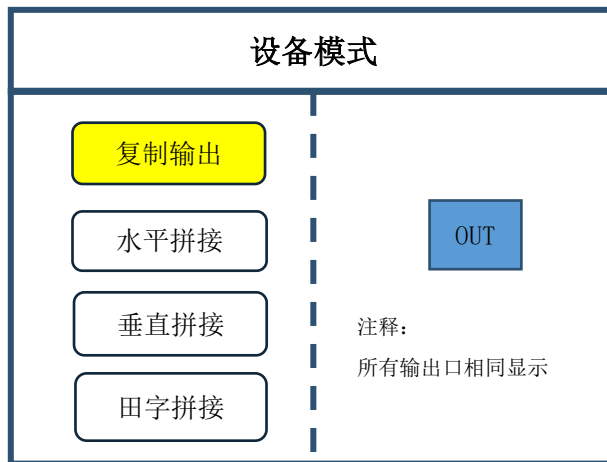 设备模式
复制输出
水平拼接
垂直拼接
田字拼接
OUT
注释：
所有输出口相同显示